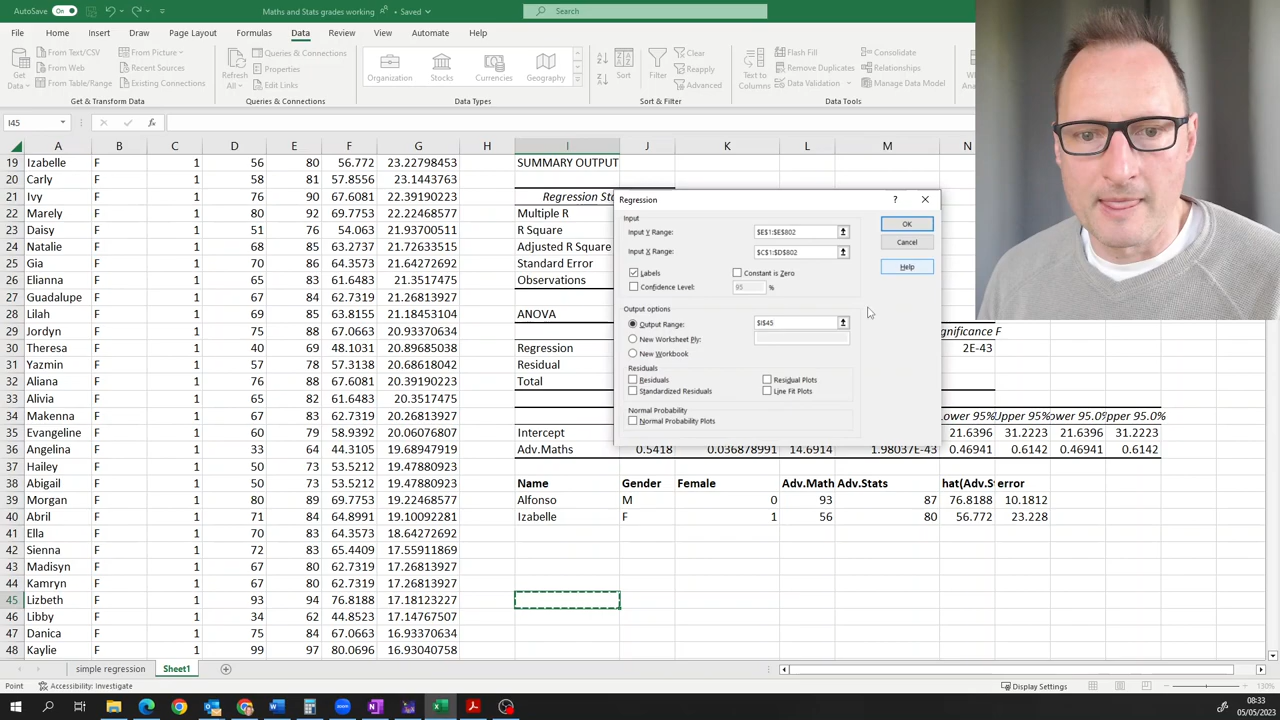 AutoSave On Maths and Stats grades working • Saved Search
File Home Insert Draw Page Layout Formulas Data Review View Automate Help
Get Data From Text/CSV From Web From Table/Range From Picture Recent Sources Existing Connections Refresh All Queries & Connections Properties Edit Links Organization Stocks Currencies Geography Sort Filter Clear Reapply Advanced Text to Columns Flash Fill Remove Duplicates Data Validation Consolidate Relationships Manage Data Model
Get & Transform Data Queries & Connections Data Types Sort & Filter Data Tools
I45 fx
A B C D E F G H I J K L M N
19 Izabelle F 1 56 80 56.772 23.22798453 SUMMARY OUTPUT
20 Carly F 1 58 81 57.8556 23.1443763
21 Ivy F 1 76 90 67.6081 22.39190223 Regression Sta
22 Marely F 1 80 92 69.7753 22.22468577 Multiple R
23 Daisy F 1 51 76 54.063 21.93700534 R Square
24 Natalie F 1 68 85 63.2737 21.72631573 Adjusted R Square
25 Gia F 1 65 83 61.6483 21.3517475 Standard Error
26 Elianna F 1 65 83 61.6483 21.3517475 Observations
27 Guadalupe F 1 67 84 62.7319 21.26813927
28 Lilah F 1 67 84 62.7319 21.18453104 ANOVA
29 Jordyn F 1 20.93370634 gnificance F
30 Theresa F 1 40 69 48.1031 20.89685038 Regression 2E-43
31 Yazmin F 1 57 78 57.3138 20.68618042 Residual
32 Aliana F 1 76 88 67.6081 20.39190223 Total
33 Alivia F 1 65 82 61.6483 20.3517475
34 Makenna F 1 67 83 62.7319 20.26813927 ower 95% Upper 95% ower 95.0% pper 95.0%
35 Evangeline F 1 60 79 58.9392 20.06076807 Intercept 21.6396 31.2223 21.6396 31.2223
36 Angelina F 1 33 64 44.3105 19.68947919 Adv.Maths 0.5418 0.036878991 14.6914 1.98037E-43 0.46941 0.6142 0.46941 0.6142
37 Hailey F 1 50 73 53.5212 19.47880923
38 Abigail F 1 50 73 53.5212 19.47880923 Name Gender Female Adv.Math Adv.Stats hat(Adv.S error
39 Morgan F 1 80 89 69.7753 19.22468577 Alfonso M 0 93 87 76.8188 10.1812
40 Abril F 1 71 84 64.8991 19.10092281 Izabelle F 1 56 80 56.772 23.228
41 Ella F 1 70 83 64.3573 18.64272692
42 Sienna F 1 72 83 65.4409 17.55911869
43 Madisyn F 1 67 80 62.7319 17.26813927
44 Kamryn F 1 67 80 62.7319 17.26813927
45 Lizbeth F 1 93 94 76.8188 17.18123227
46 Libby F 1 34 62 44.8523 17.14767507
47 Danica F 1 75 84 67.0663 16.93370634
48 Kaylie F 1 99 97 80.0696 16.93040758
Regression ?
Input
Input Y Range: $E$1:$E$802 OK
Input X Range: $C$1:$D$802 Cancel
Labels Constant is Zero Help
Confidence Level: 95 %
Output options
Output Range: $I$45
New Worksheet Ply:
New Workbook
Residuals
Residuals Residual Plots
Standardized Residuals Line Fit Plots
Normal Probability
Normal Probability Plots
simple regression Sheet1
Point Accessibility: Investigate Display Settings 130%
08:33
05/05/2023